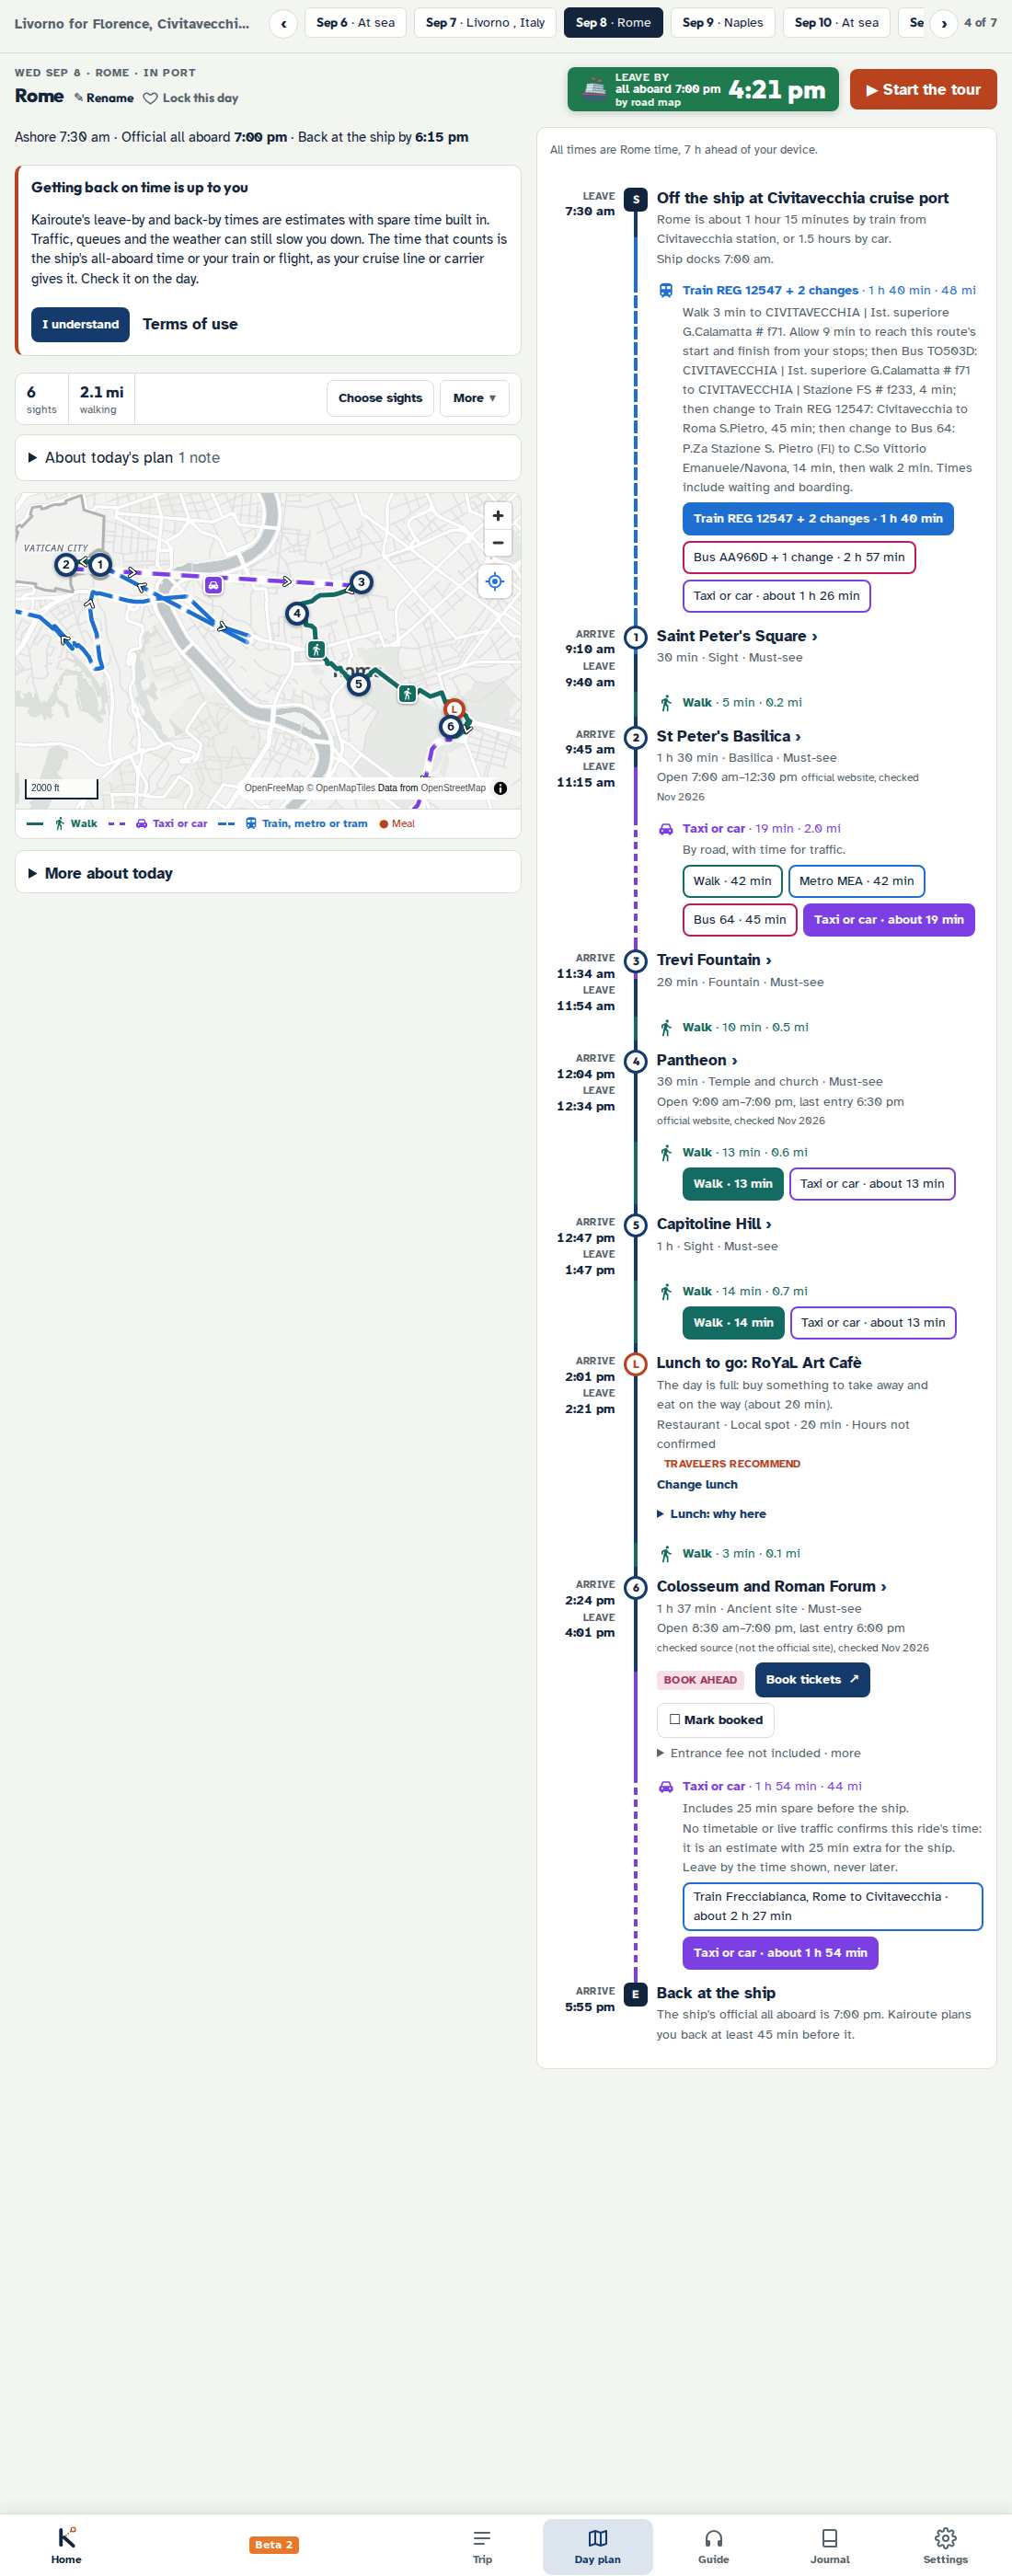 Livorno for Florence, Civitavecchi...
‹
Sep 6 · At sea
Sep 7 · Livorno , Italy
Sep 8 · Rome
Sep 9 · Naples
Sep 10 · At sea
Se
›
4 of 7
WED SEP 8 · ROME · IN PORT
Rome ✎ Rename Lock this day
LEAVE BY
all aboard 7:00 pm
by road map
4:21 pm
▶ Start the tour
Ashore 7:30 am · Official all aboard 7:00 pm · Back at the ship by 6:15 pm
Getting back on time is up to you
Kairoute's leave-by and back-by times are estimates with spare time built in.
Traffic, queues and the weather can still slow you down. The time that counts is
the ship's all-aboard time or your train or flight, as your cruise line or carrier
gives it. Check it on the day.
I understand
Terms of use
6
sights
2.1 mi
walking
Choose sights
More ▼
▶ About today's plan 1 note
VATICAN CITY
2
1
3
4
5
L
6
+
−
2000 ft
OpenFreeMap © OpenMapTiles Data from OpenStreetMap
Walk
Taxi or car
Train, metro or tram
Meal
▶ More about today
All times are Rome time, 7 h ahead of your device.
LEAVE
7:30 am
S
Off the ship at Civitavecchia cruise port
Rome is about 1 hour 15 minutes by train from
Civitavecchia station, or 1.5 hours by car.
Ship docks 7:00 am.
Train REG 12547 + 2 changes · 1 h 40 min · 48 mi
Walk 3 min to CIVITAVECCHIA | Ist. superiore
G.Calamatta # f71. Allow 9 min to reach this route's
start and finish from your stops; then Bus TO503D:
CIVITAVECCHIA | Ist. superiore G.Calamatta # f71
to CIVITAVECCHIA | Stazione FS # f233, 4 min;
then change to Train REG 12547: Civitavecchia to
Roma S.Pietro, 45 min; then change to Bus 64:
P.Za Stazione S. Pietro (Fl) to C.So Vittorio
Emanuele/Navona, 14 min, then walk 2 min. Times
include waiting and boarding.
Train REG 12547 + 2 changes · 1 h 40 min
Bus AA960D + 1 change · 2 h 57 min
Taxi or car · about 1 h 26 min
ARRIVE
9:10 am
LEAVE
9:40 am
1
Saint Peter's Square ›
30 min · Sight · Must-see
Walk · 5 min · 0.2 mi
ARRIVE
9:45 am
LEAVE
11:15 am
2
St Peter's Basilica ›
1 h 30 min · Basilica · Must-see
Open 7:00 am–12:30 pm official website, checked
Nov 2026
Taxi or car · 19 min · 2.0 mi
By road, with time for traffic.
Walk · 42 min
Metro MEA · 42 min
Bus 64 · 45 min
Taxi or car · about 19 min
ARRIVE
11:34 am
LEAVE
11:54 am
3
Trevi Fountain ›
20 min · Fountain · Must-see
Walk · 10 min · 0.5 mi
ARRIVE
12:04 pm
LEAVE
12:34 pm
4
Pantheon ›
30 min · Temple and church · Must-see
Open 9:00 am–7:00 pm, last entry 6:30 pm
official website, checked Nov 2026
Walk · 13 min · 0.6 mi
Walk · 13 min
Taxi or car · about 13 min
ARRIVE
12:47 pm
LEAVE
1:47 pm
5
Capitoline Hill ›
1 h · Sight · Must-see
Walk · 14 min · 0.7 mi
Walk · 14 min
Taxi or car · about 13 min
ARRIVE
2:01 pm
LEAVE
2:21 pm
L
Lunch to go: RoYaL Art Cafè
The day is full: buy something to take away and
eat on the way (about 20 min).
Restaurant · Local spot · 20 min · Hours not
confirmed
TRAVELERS RECOMMEND
Change lunch
▶ Lunch: why here
Walk · 3 min · 0.1 mi
ARRIVE
2:24 pm
LEAVE
4:01 pm
6
Colosseum and Roman Forum ›
1 h 37 min · Ancient site · Must-see
Open 8:30 am–7:00 pm, last entry 6:00 pm
checked source (not the official site), checked Nov 2026
BOOK AHEAD
Book tickets ↗
☐ Mark booked
▶ Entrance fee not included · more
Taxi or car · 1 h 54 min · 44 mi
Includes 25 min spare before the ship.
No timetable or live traffic confirms this ride's time:
it is an estimate with 25 min extra for the ship.
Leave by the time shown, never later.
Train Frecciabianca, Rome to Civitavecchia ·
about 2 h 27 min
Taxi or car · about 1 h 54 min
ARRIVE
5:55 pm
E
Back at the ship
The ship's official all aboard is 7:00 pm. Kairoute plans
you back at least 45 min before it.
Home
Beta 2
Trip
Day plan
Guide
Journal
Settings